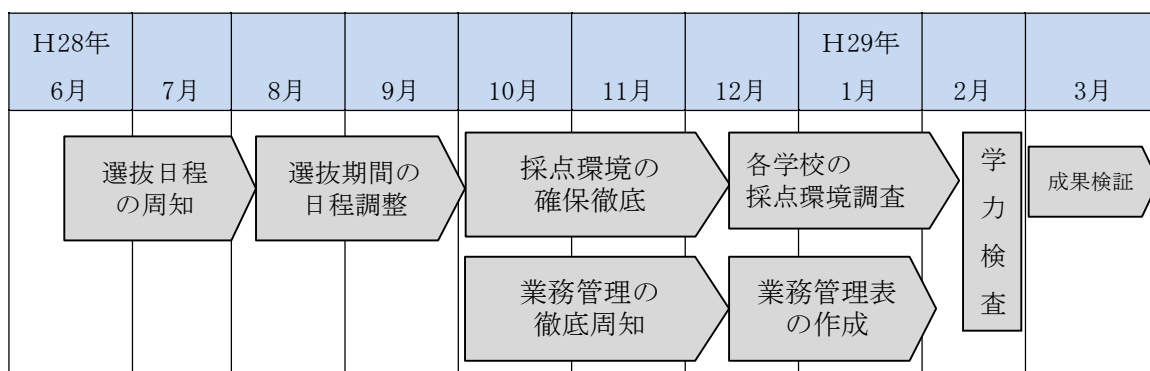 H28年 H29年
6月 7月 8月 9月 10月 11月 12月 1月 2月 3月
選抜日程
の周知
選抜期間の
日程調整
採点環境の
確保徹底
各学校の
採点環境調査
学力検査
成果検証
業務管理の
徹底周知
業務管理表
の作成